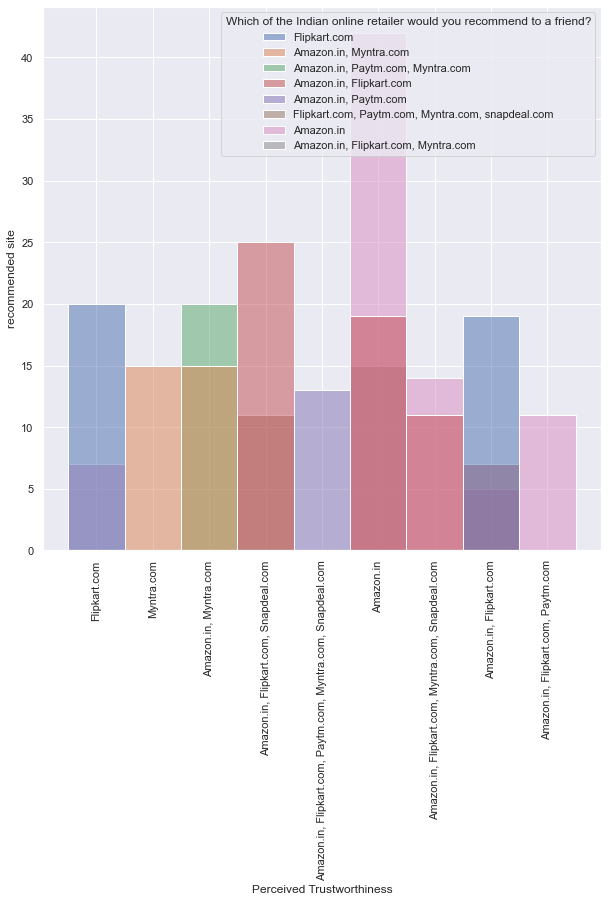 Which of the Indian online retailer would you recommend to a friend?
Flipkart.com
Amazon.in, Myntra.com
Amazon.in, Paytm.com, Myntra.com
Amazon.in, Flipkart.com
Amazon.in, Paytm.com
Flipkart.com, Paytm.com, Myntra.com, snapdeal.com
Amazon.in
Amazon.in, Flipkart.com, Myntra.com
recommended site
40
35
30
25
20
15
10
5
0
Flipkart.com
Myntra.com
Amazon.in, Myntra.com
Amazon.in, Flipkart.com, Snapdeal.com
Amazon.in, Flipkart.com, Paytm.com, Myntra.com, Snapdeal.com
Amazon.in
Amazon.in, Flipkart.com, Myntra.com, Snapdeal.com
Amazon.in, Flipkart.com
Amazon.in, Flipkart.com, Paytm.com
Perceived Trustworthiness